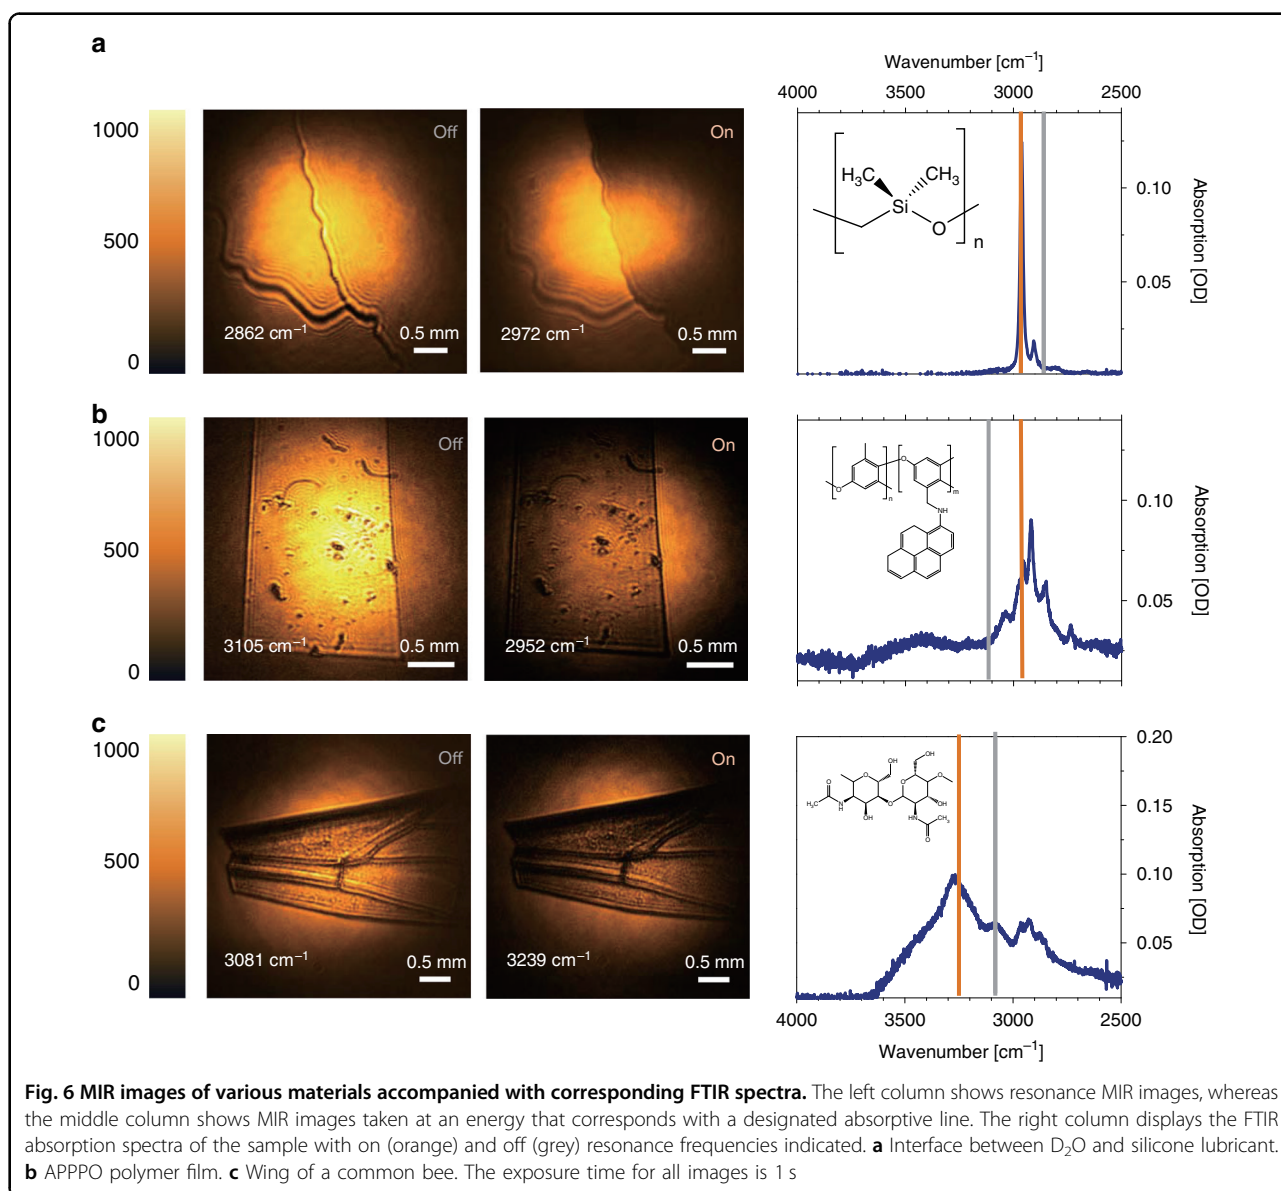 a
Wavenumber [cm⁻¹]
4000 3500 3000 2500
1000
500
0
Off
2862 cm⁻¹
0.5 mm
On
2972 cm⁻¹
0.5 mm
H₃C
CH₃
Si
O
n
0.10
0.05
Absorption [OD]
b
1000
500
0
Off
3105 cm⁻¹
0.5 mm
On
2952 cm⁻¹
0.5 mm
O
n
O
m
NH
0.10
0.05
Absorption [OD]
c
1000
500
0
Off
3081 cm⁻¹
0.5 mm
On
3239 cm⁻¹
0.5 mm
OH
O
O
H₃C
N
H
OH
O
OH
O
O
OH
HN
CH₃
O
0.20
0.15
0.10
0.05
Absorption [OD]
4000 3500 3000 2500
Wavenumber [cm⁻¹]
Fig. 6 MIR images of various materials accompanied with corresponding FTIR spectra. The left column shows resonance MIR images, whereas
the middle column shows MIR images taken at an energy that corresponds with a designated absorptive line. The right column displays the FTIR
absorption spectra of the sample with on (orange) and off (grey) resonance frequencies indicated. a Interface between D₂O and silicone lubricant.
b APPPO polymer film. c Wing of a common bee. The exposure time for all images is 1 s